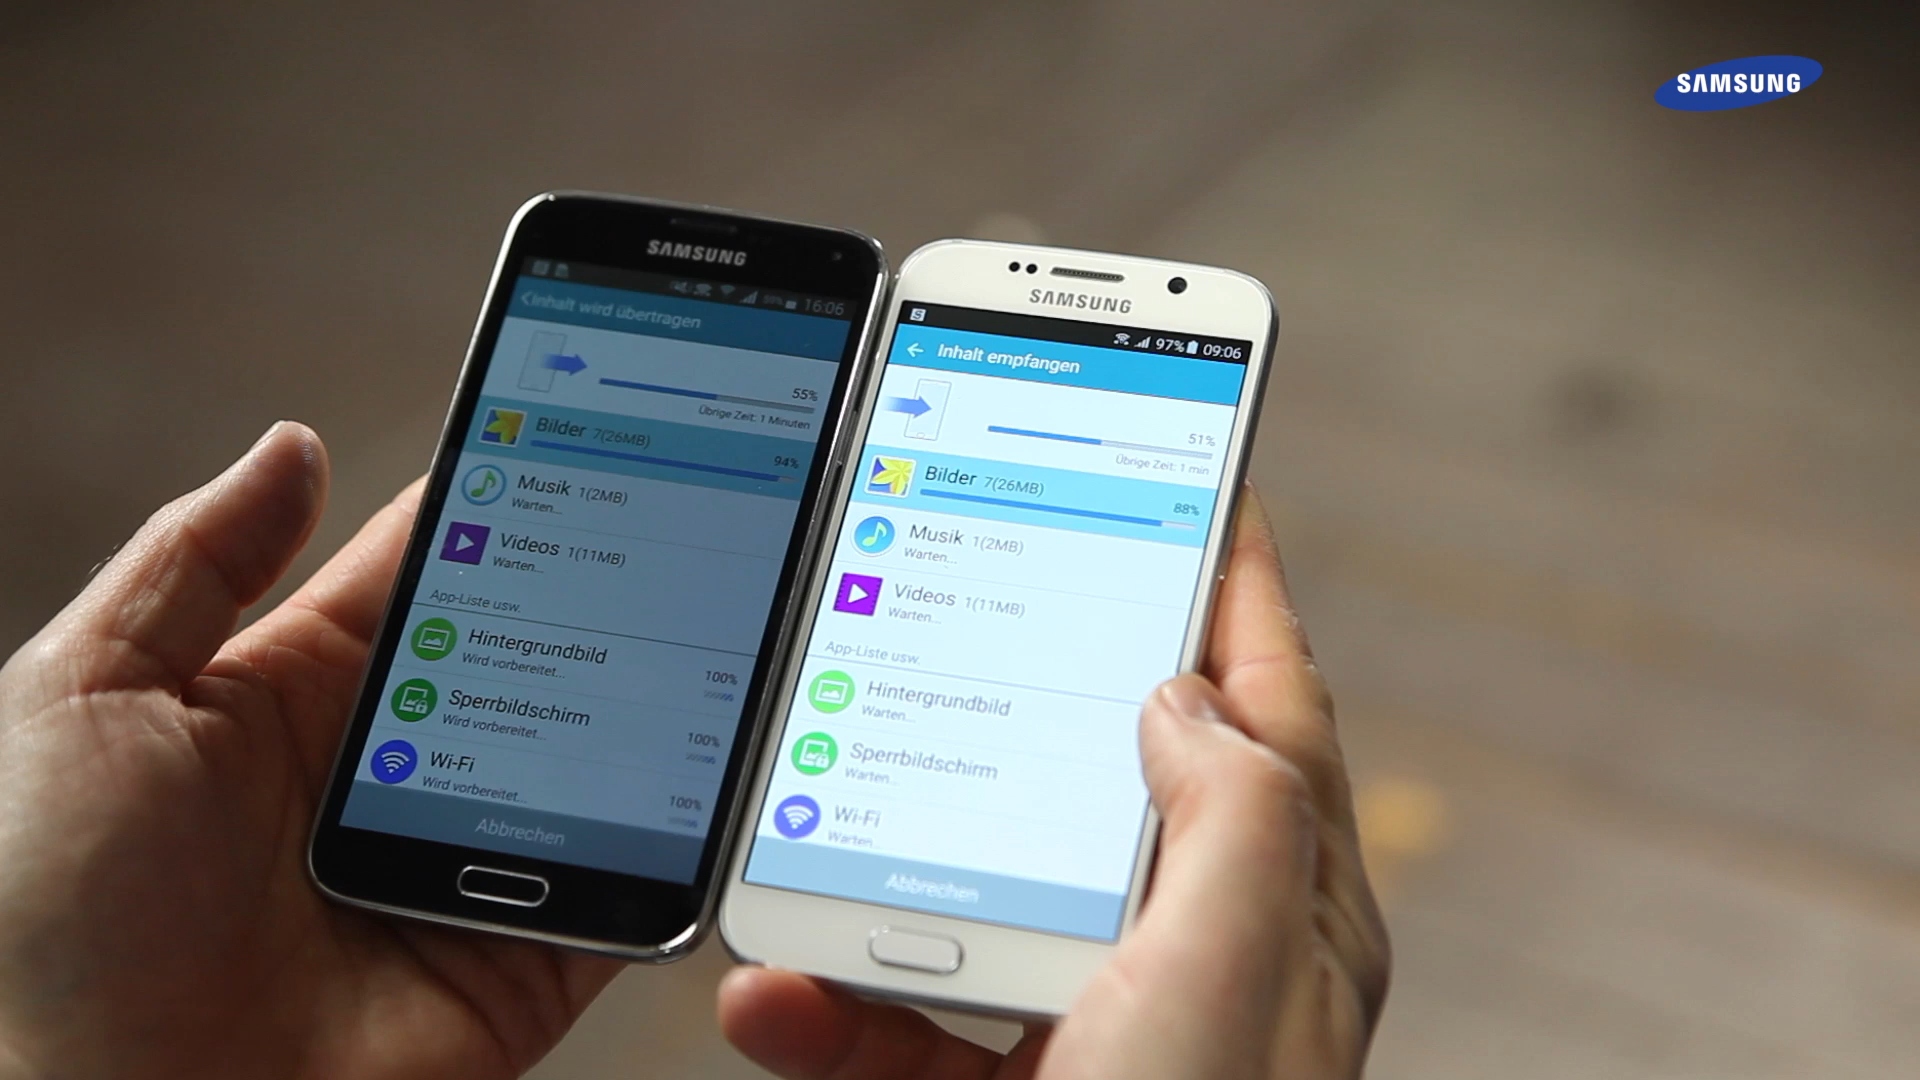 SAMSUNG
SAMSUNG
16:06
Inhalt wird übertragen
55%
Übrige Zeit: 1 Minuten
Bilder 7(26MB)
94%
Musik 1(2MB)
Warten...
Videos 1(11MB)
Warten...
App-Liste usw.
Hintergrundbild
Wird vorbereitet...
100%
Sperrbildschirm
Wird vorbereitet...
100%
Wi-Fi
Wird vorbereitet...
100%
Abbrechen
SAMSUNG
S
97% 09:06
Inhalt empfangen
51%
Übrige Zeit: 1 min
Bilder 7(26MB)
88%
Musik 1(2MB)
Warten...
Videos 1(11MB)
Warten...
App-Liste usw.
Hintergrundbild
Warten...
Sperrbildschirm
Warten...
Wi-Fi
Warten...
Abbrechen